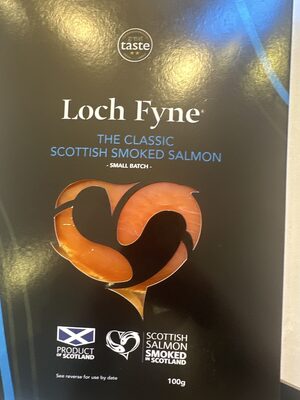 great
taste
Loch Fyne®
THE CLASSIC
SCOTTISH SMOKED SALMON
- SMALL BATCH -
PRODUCT
OF SCOTLAND
SCOTTISH
SALMON
SMOKED
IN SCOTLAND
See reverse for use by date
100g